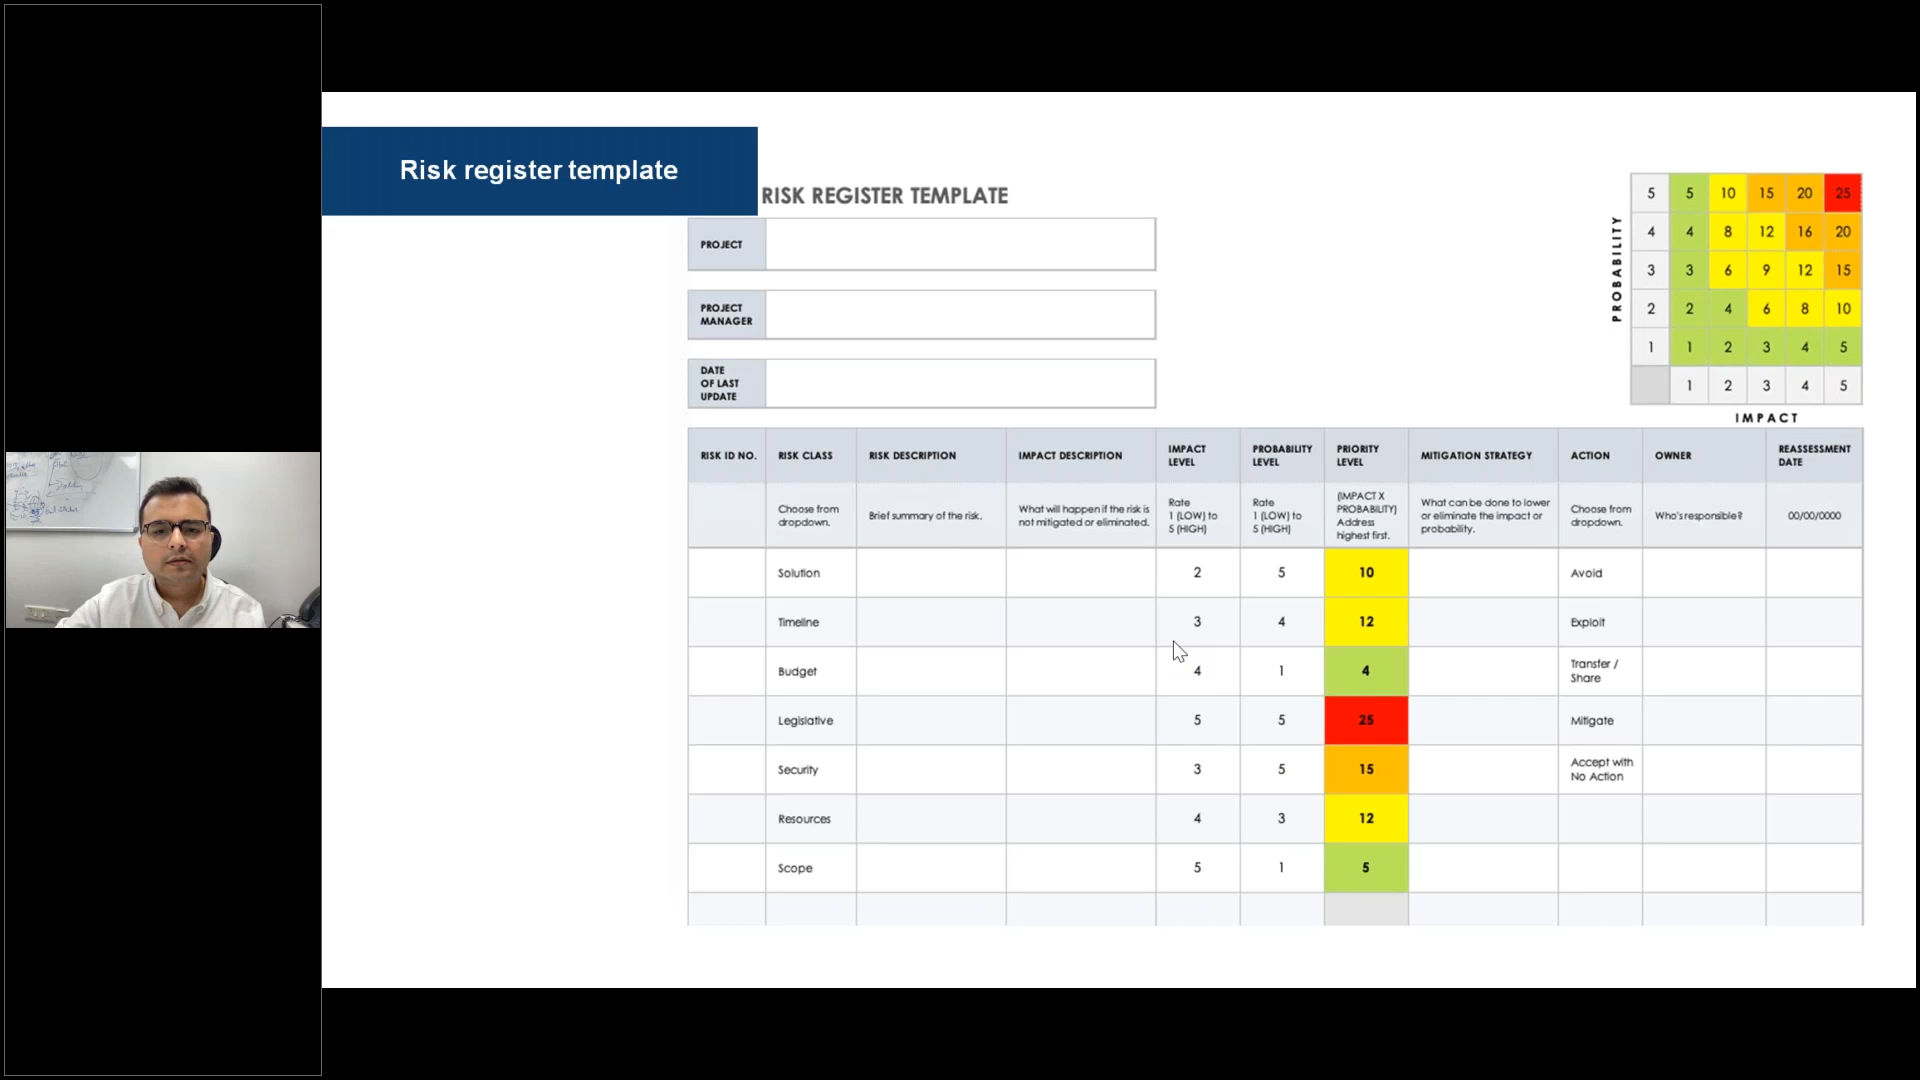 Risk register template
RISK REGISTER TEMPLATE
PROJECT
PROJECT
MANAGER
DATE
OF LAST
UPDATE
PROBABILITY
5 5 10 15 20 25
4 4 8 12 16 20
3 3 6 9 12 15
2 2 4 6 8 10
1 1 2 3 4 5
1 2 3 4 5
IMPACT
RISK ID NO.
RISK CLASS
RISK DESCRIPTION
IMPACT DESCRIPTION
IMPACT
LEVEL
PROBABILITY
LEVEL
PRIORITY
LEVEL
MITIGATION STRATEGY
ACTION
OWNER
REASSESSMENT
DATE
Choose from
dropdown.
Brief summary of the risk.
What will happen if the risk is
not mitigated or eliminated.
Rate
1 (LOW) to
5 (HIGH)
Rate
1 (LOW) to
5 (HIGH)
(IMPACT X
PROBABILITY)
Address
highest first.
What can be done to lower
or eliminate the impact or
probability.
Choose from
dropdown.
Who's responsible?
00/00/0000
Solution 2 5 10 Avoid
Timeline 3 4 12 Exploit
Budget 4 1 4 Transfer /
Share
Legislative 5 5 25 Mitigate
Security 3 5 15 Accept with
No Action
Resources 4 3 12
Scope 5 1 5